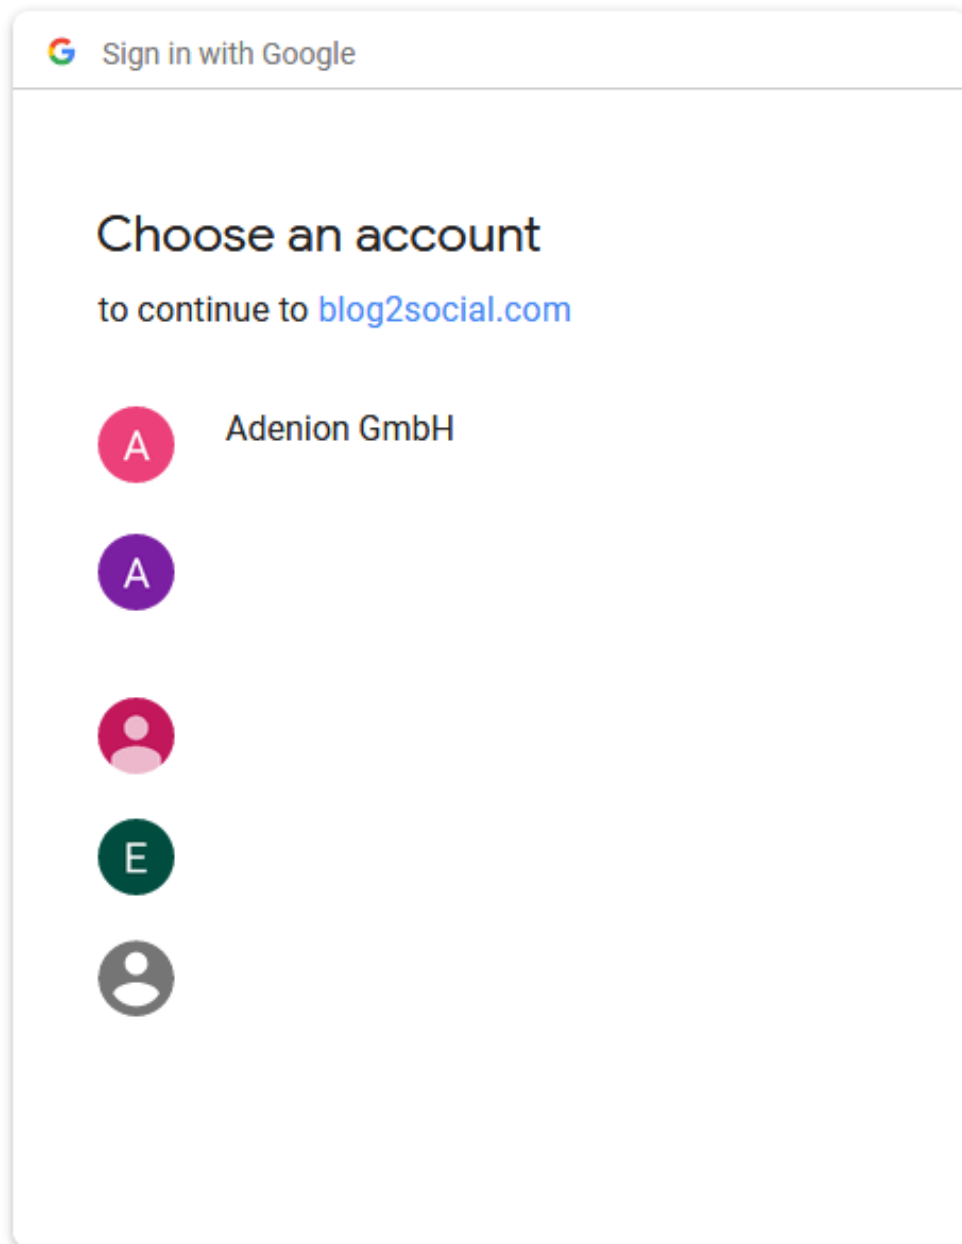 Sign in with Google
Choose an account
to continue to blog2social.com
A Adenion GmbH
A
E